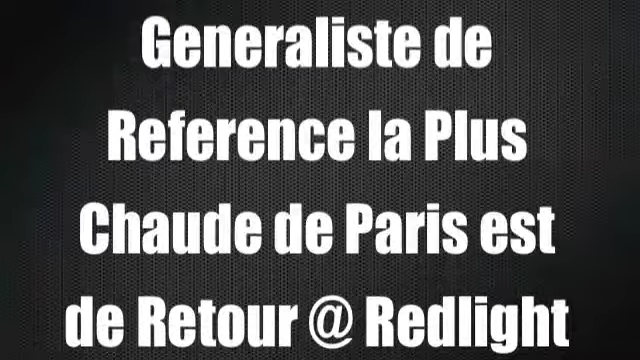 Generaliste de
Reference la Plus
Chaude de Paris est
de Retour @ Redlight